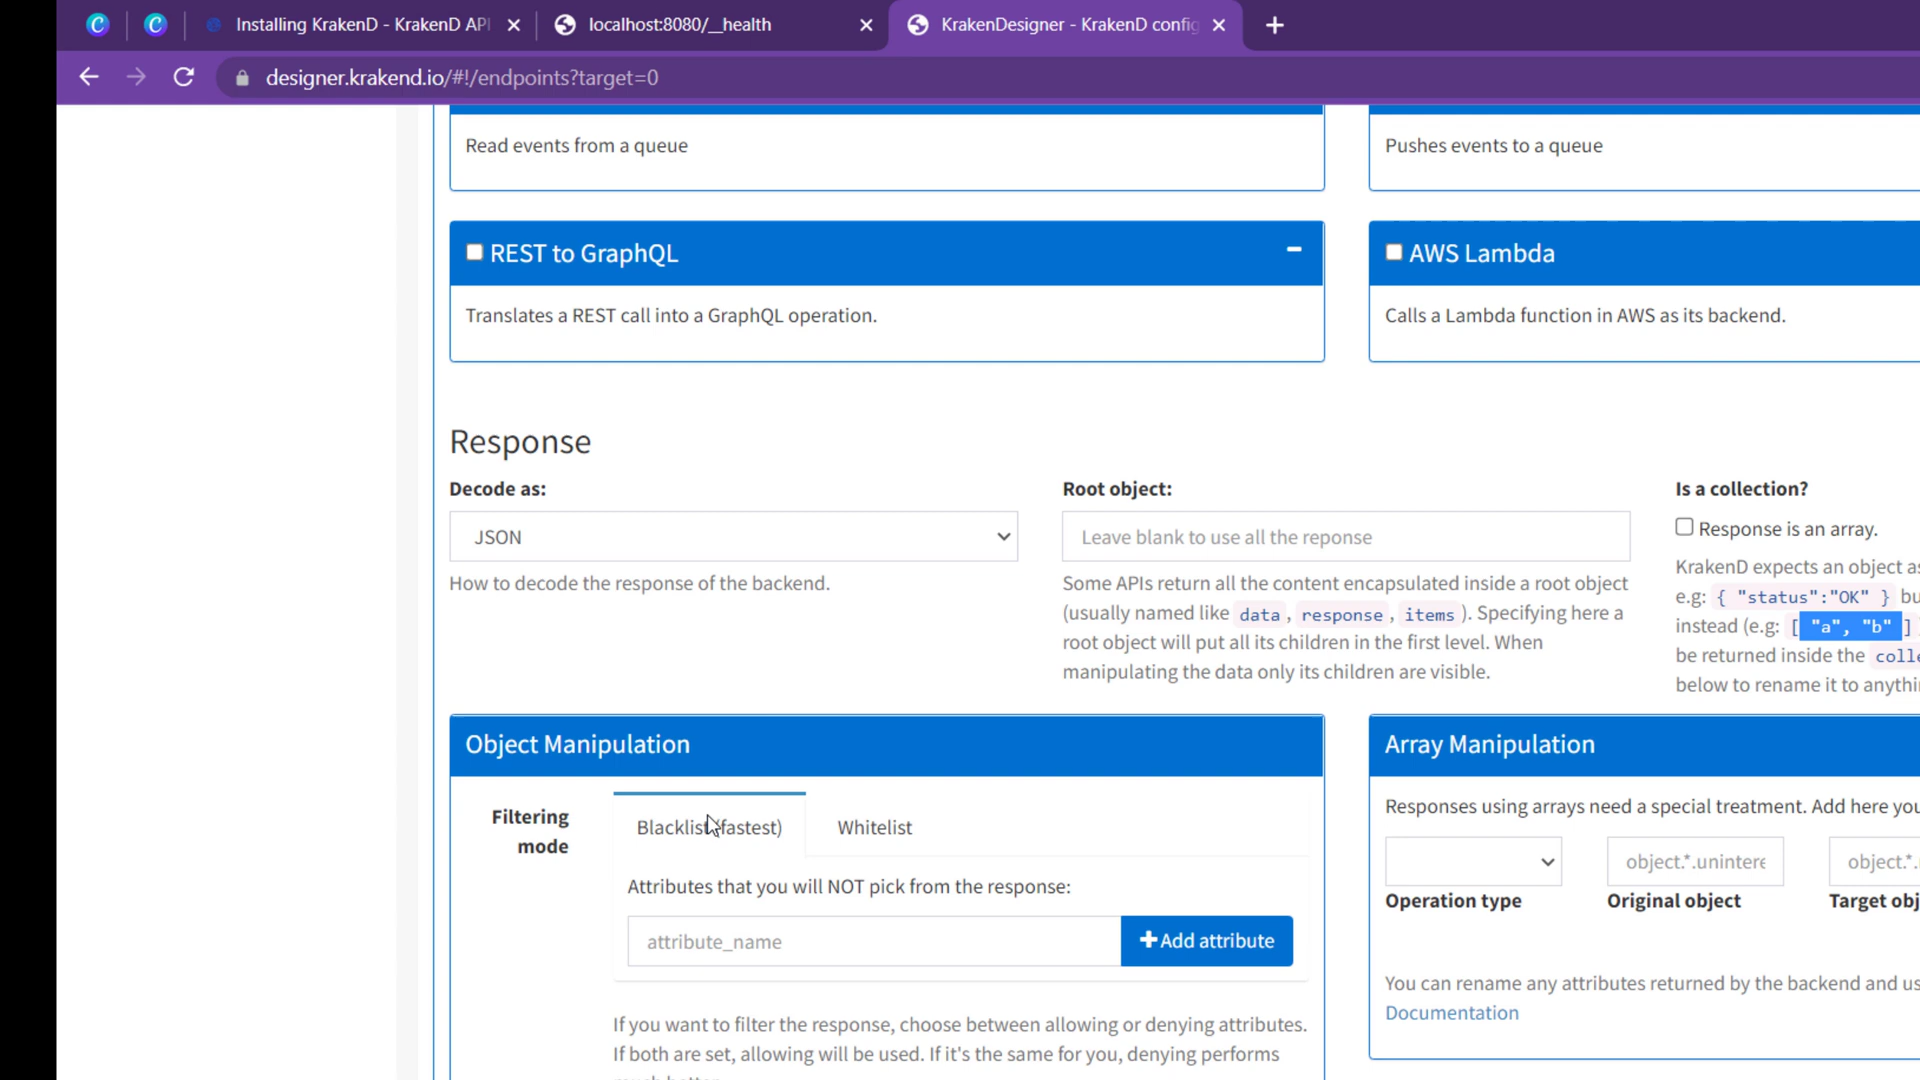 Installing KrakenD - KrakenD API
localhost:8080/__health
KrakenDesigner - KrakenD config
designer.krakend.io/#!/endpoints?target=0
Read events from a queue
Pushes events to a queue
REST to GraphQL
AWS Lambda
Translates a REST call into a GraphQL operation.
Calls a Lambda function in AWS as its backend.
Response
Decode as:
Root object:
Is a collection?
JSON
Leave blank to use all the reponse
Response is an array.
How to decode the response of the backend.
Some APIs return all the content encapsulated inside a root object
(usually named like data, response, items). Specifying here a
root object will put all its children in the first level. When
manipulating the data only its children are visible.
KrakenD expects an object as
e.g: { "status":"OK" } bu
instead (e.g: [ "a", "b" ]
be returned inside the colle
below to rename it to anythi
Object Manipulation
Array Manipulation
Filtering
mode
Blacklist (fastest)
Whitelist
Attributes that you will NOT pick from the response:
attribute_name
+Add attribute
If you want to filter the response, choose between allowing or denying attributes.
If both are set, allowing will be used. If it's the same for you, denying performs
Responses using arrays need a special treatment. Add here you
object.*.unintere
object.*.
Operation type
Original object
Target obj
You can rename any attributes returned by the backend and us
Documentation